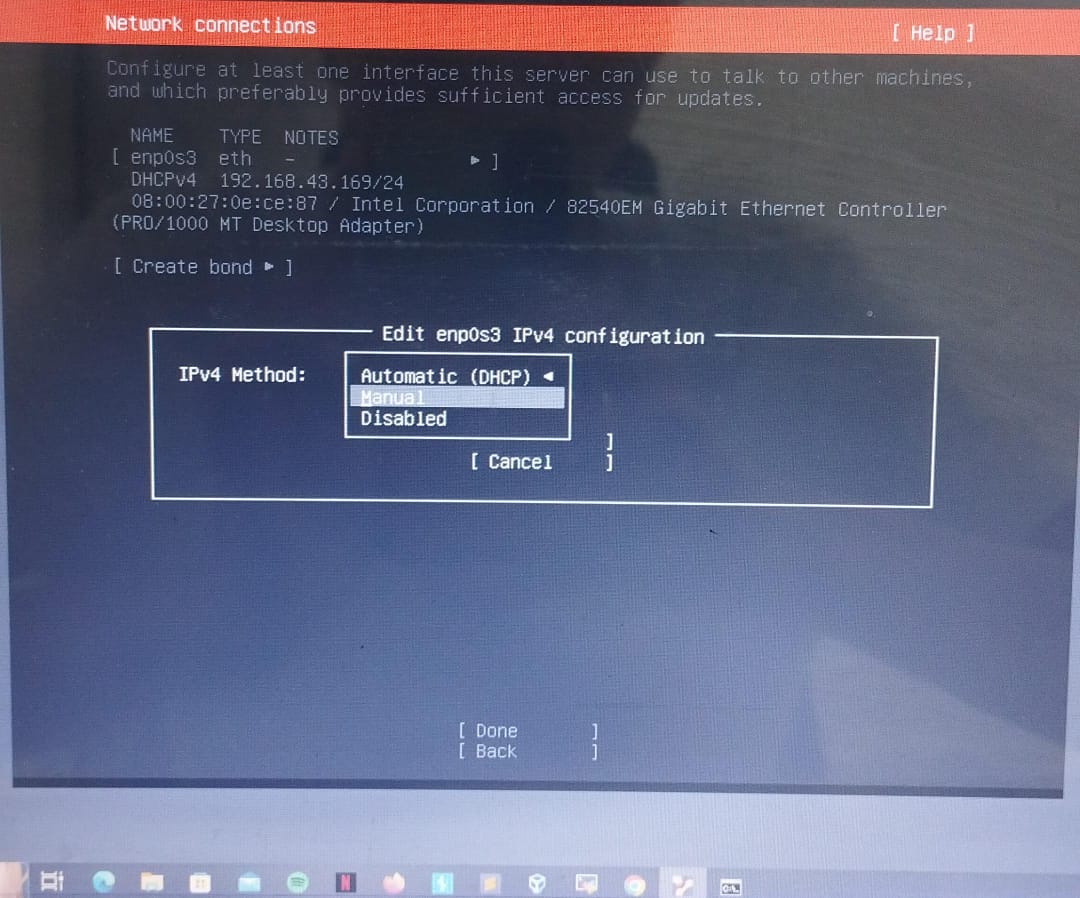 Network connections [ Help ]
Configure at least one interface this server can use to talk to other machines,
and which preferably provides sufficient access for updates.
NAME TYPE NOTES
[ enp0s3 eth - ▸ ]
DHCPv4 192.168.43.169/24
08:00:27:0e:ce:87 / Intel Corporation / 82540EM Gigabit Ethernet Controller
(PRO/1000 MT Desktop Adapter)
[ Create bond ▸ ]
Edit enp0s3 IPv4 configuration
IPv4 Method: Automatic (DHCP) ◂
Manual
Disabled
]
[ Cancel ]
[ Done ]
[ Back ]
N